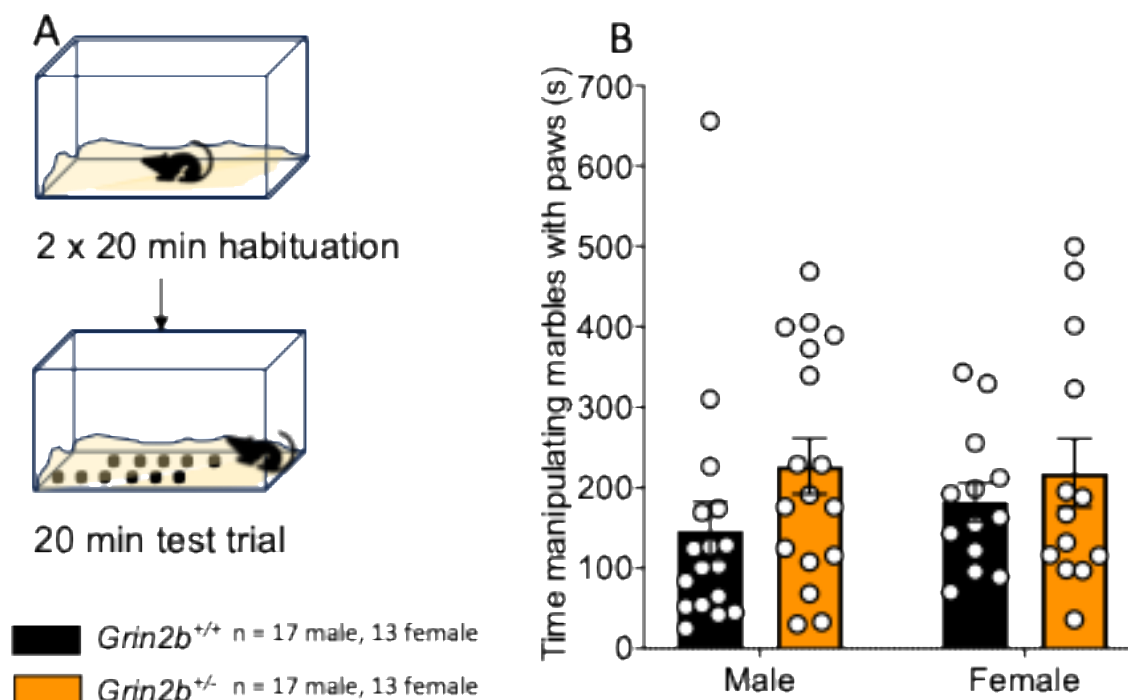 A
2 x 20 min habituation
20 min test trial
Grin2b+/+ n = 17 male, 13 female
Grin2b+/- n = 17 male, 13 female
B
Time manipulating marbles with paws (s)
700
600
500
400
300
200
100
0
Male Female